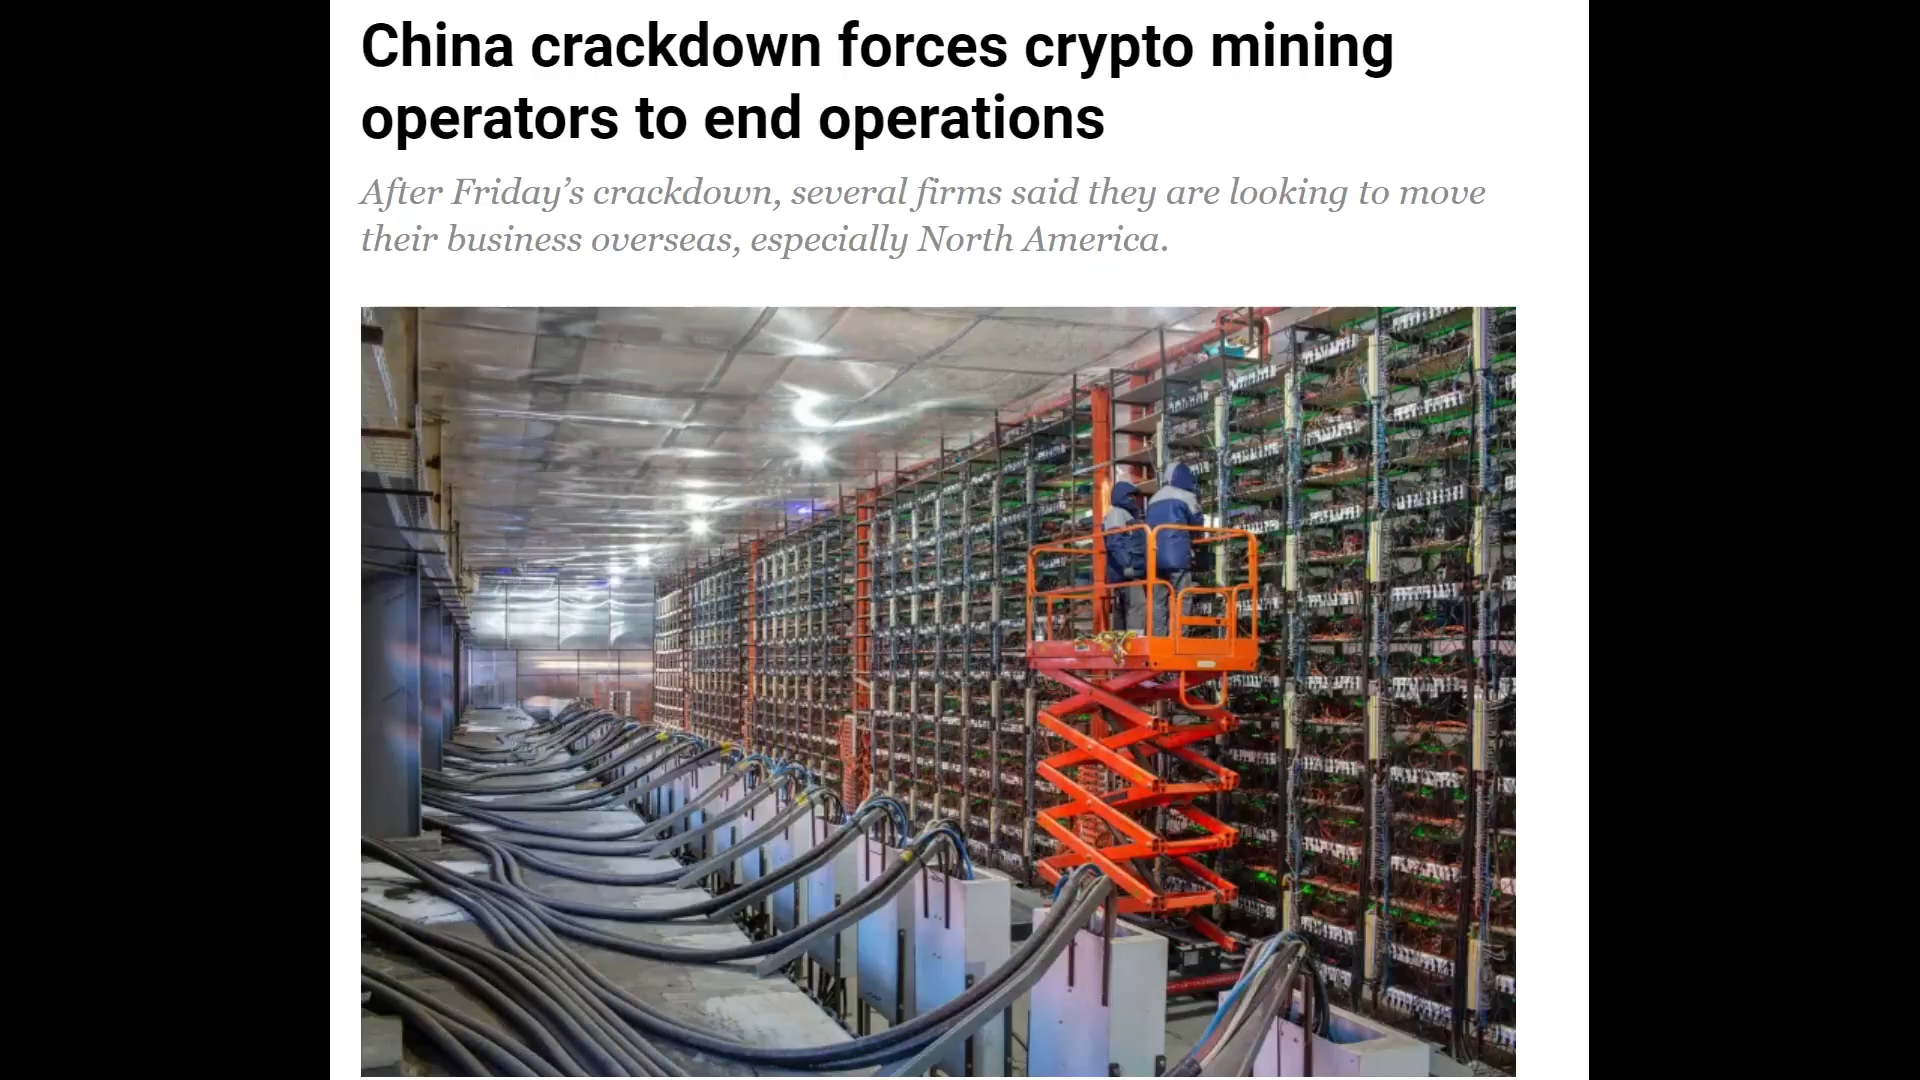 China crackdown forces crypto mining
operators to end operations
After Friday’s crackdown, several firms said they are looking to move
their business overseas, especially North America.